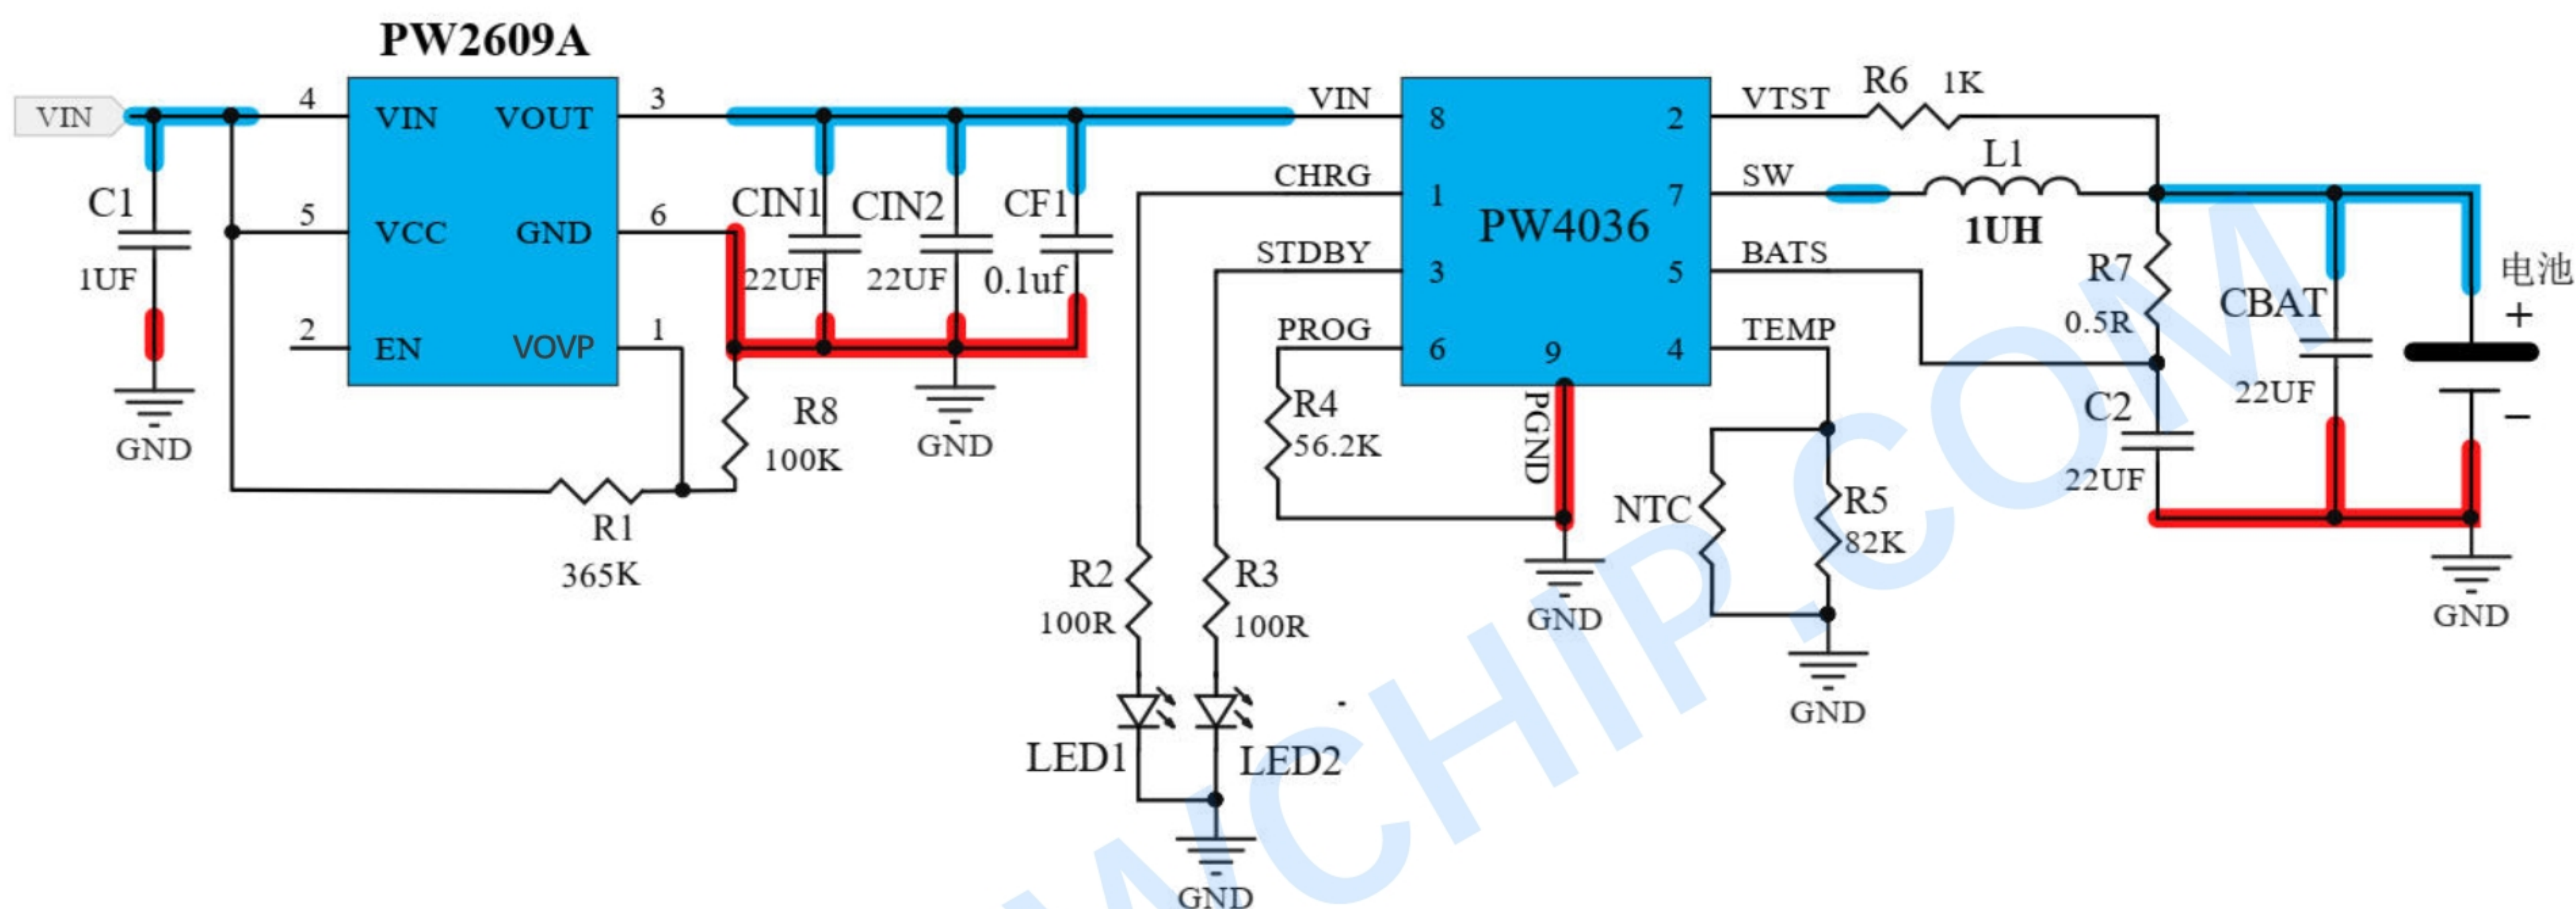 PW2609A
VIN
4
VIN
VOUT
3
C1
1UF
GND
5
VCC
GND
6
2
EN
VOVP
1
R1
365K
R8
100K
CIN1
22UF
CIN2
22UF
CF1
0.1uf
GND
VIN
8
CHRG
1
STDBY
3
PROG
6
PW4036
9
PGND
2
VTST
7
SW
5
BATS
4
TEMP
R4
56.2K
GND
R2
100R
R3
100R
LED1
LED2
GND
R6
1K
L1
1UH
R7
0.5R
C2
22UF
CBAT
22UF
电池
+
−
GND
NTC
R5
82K
GND
WCHIP.COM